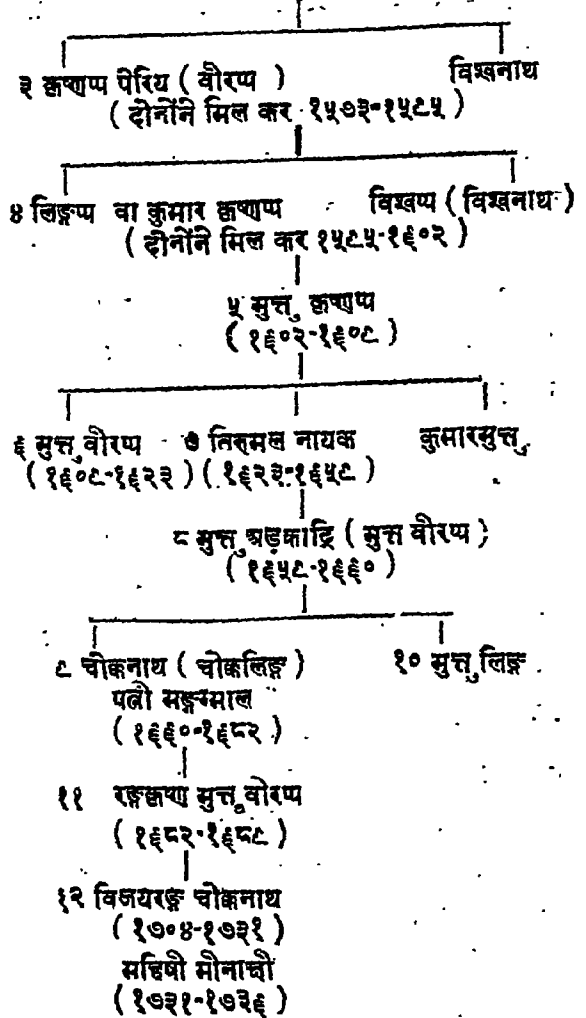 ३ कृष्णप्प पेरिय ( वीरप्प ) विश्वनाथ
( दोनोंने मिल कर १५७३-१५९५ )
४ लिङ्गप्प वा कुमार कृष्णप्प विश्वप्प ( विश्वनाथ )
( दोनोंने मिल कर १५९५-१६०२ )
५ मुत्तु कृष्णप्प
( १६०२-१६०९ )
६ मुत्तु वीरप्प ७ तिरुमल नायक कुमारमुत्तु
( १६०९-१६२३ ) ( १६२३-१६५९ )
८ मुत्तु अड़काद्रि ( मुत्त वीरप्प )
( १६५९-१६६० )
९ चोक्कनाथ ( चोक्कलिङ्ग ) १० मुत्तु लिङ्ग
पत्नी मङ्गम्माल
( १६६०-१६८२ )
११ रङ्गकृष्ण मुत्तु वीरप्प
( १६८२-१६८९ )
१२ विजयरङ्ग चोक्कनाथ
( १७०४-१७३१ )
महिषी मीनाची
( १७३१-१७३६ )